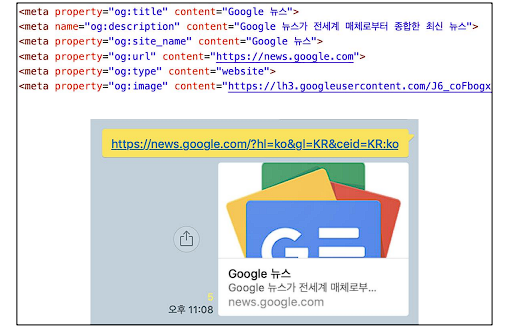 <meta property="og:title" content="Google 뉴스">
<meta name="og:description" content="Google 뉴스가 전세계 매체로부터 종합한 최신 뉴스">
<meta property="og:site_name" content="Google 뉴스">
<meta property="og:url" content="https://news.google.com">
<meta property="og:type" content="website">
<meta property="og:image" content="https://lh3.googleusercontent.com/J6_coFbogx
https://news.google.com/?hl=ko&gl=KR&ceid=KR:ko
GE
Google 뉴스
Google 뉴스가 전세계 매체로부...
news.google.com
5
오후 11:08